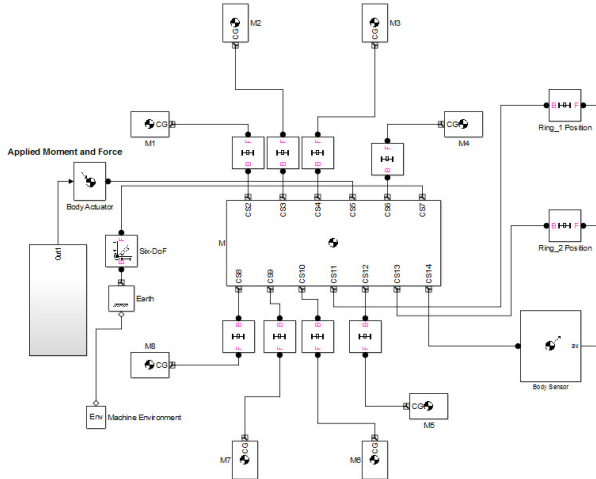 M2
M3
CG
CG
M1
CG
CG
M4
B
F
Ring_1 Position
F
F
F
F
B
B
B
B
Applied Moment and Force
Body Actuator
CS2
CS3
CS4
CS5
CS6
CS7
M
Out1
F
B
Six-DoF
B
F
Ring_2 Position
CS8
CS9
CS10
CS11
CS12
CS13
CS14
Earth
B
B
B
B
F
F
F
F
M8
CG
av
Body Sensor
Env
Machine Environment
CG
M5
M7
CG
M6
CG